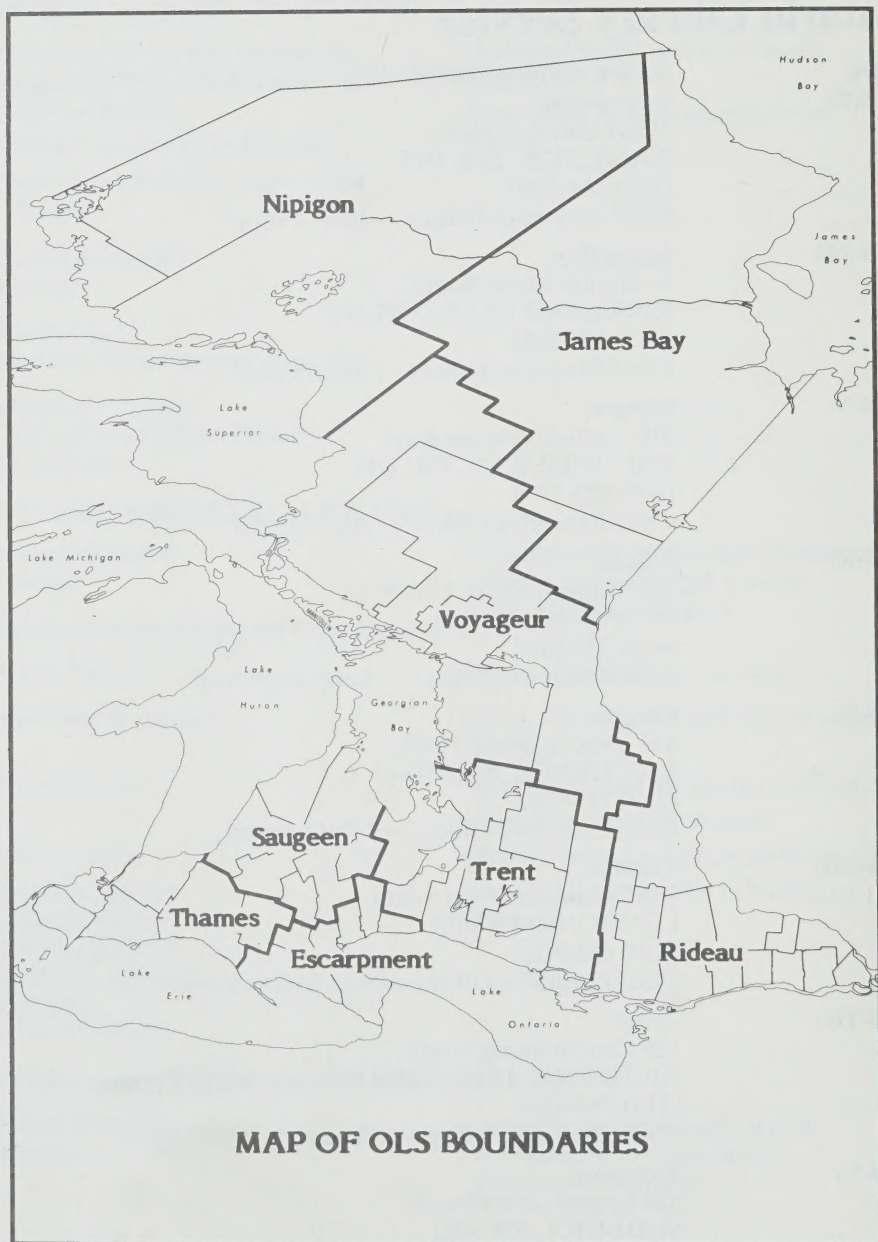 Hudson
Bay
Nipigon
James
Bay
James Bay
Lake
Superior
Lake Michigan
Voyageur
MANITOULIN
Lake
Huron
Georgian
Bay
Saugeen
Trent
Thames
Escarpment
Rideau
Lake
Erie
Lake
Ontario
MAP OF OLS BOUNDARIES